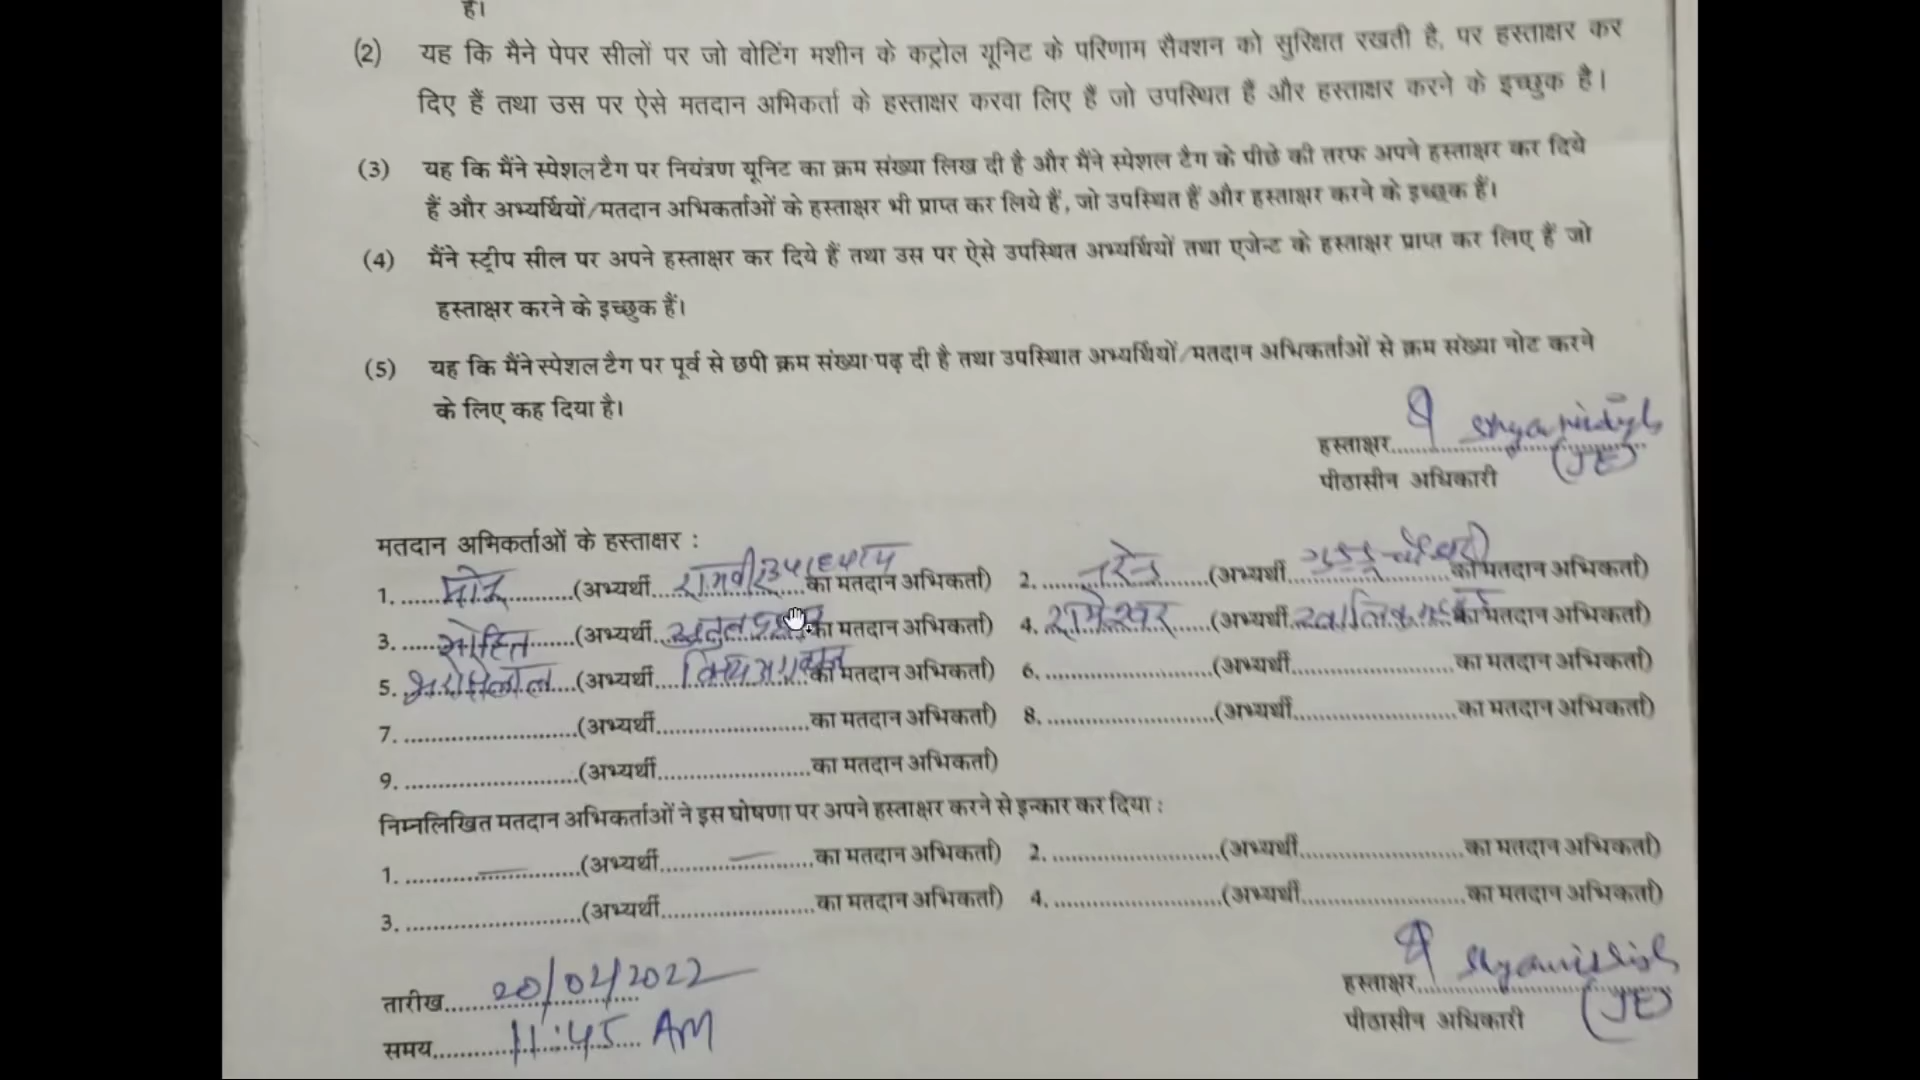 है।
(2) यह कि मैने पेपर सीलों पर जो वोटिंग मशीन के कट्रोल यूनिट के परिणाम सैक्शन को सुरिक्षत रखती है, पर हस्ताक्षर कर
दिए हैं तथा उस पर ऐसे मतदान अभिकर्ता के हस्ताक्षर करवा लिए हैं जो उपस्थित हैं और हस्ताक्षर करने के इच्छुक है।
(3) यह कि मैंने स्पेशल टैग पर नियंत्रण यूनिट का क्रम संख्या लिख दी है और मैंने स्पेशल टैग के पीछे की तरफ अपने हस्ताक्षर कर दिये
हैं और अभ्यर्थियों/मतदान अभिकर्ताओं के हस्ताक्षर भी प्राप्त कर लिये हैं, जो उपस्थित हैं और हस्ताक्षर करने के इच्छुक हैं।
(4) मैंने स्ट्रीप सील पर अपने हस्ताक्षर कर दिये हैं तथा उस पर ऐसे उपस्थित अभ्यर्थियों तथा एजेन्ट के हस्ताक्षर प्राप्त कर लिए हैं जो
हस्ताक्षर करने के इच्छुक हैं।
(5) यह कि मैंने स्पेशल टैग पर पूर्व से छपी क्रम संख्या पढ़ दी है तथा उपस्थित अभ्यर्थियों/मतदान अभिकर्ताओं से क्रम संख्या नोट करने
के लिए कह दिया है।
हस्ताक्षर.......... (JE)
पीठासीन अधिकारी
मतदान अभिकर्ताओं के हस्ताक्षर :
1. .......... (अभ्यर्थी.......... का मतदान अभिकर्ता) 2. .......... नरेन्द्र .......... (अभ्यर्थी.......... का मतदान अभिकर्ता)
3. .......... मोहित .......... (अभ्यर्थी.......... का मतदान अभिकर्ता) 4. रामेश्वर .......... (अभ्यर्थी.......... का मतदान अभिकर्ता)
5. भरोसेलाल .......... (अभ्यर्थी.......... का मतदान अभिकर्ता) 6. .......... (अभ्यर्थी.......... का मतदान अभिकर्ता)
7. .......... (अभ्यर्थी.......... का मतदान अभिकर्ता) 8. .......... (अभ्यर्थी.......... का मतदान अभिकर्ता)
9. .......... (अभ्यर्थी.......... का मतदान अभिकर्ता)
निम्नलिखित मतदान अभिकर्ताओं ने इस घोषणा पर अपने हस्ताक्षर करने से इन्कार कर दिया :
1. .......... (अभ्यर्थी.......... का मतदान अभिकर्ता) 2. .......... (अभ्यर्थी.......... का मतदान अभिकर्ता)
3. .......... (अभ्यर्थी.......... का मतदान अभिकर्ता) 4. .......... (अभ्यर्थी.......... का मतदान अभिकर्ता)
तारीख.......... 20/02/2022
हस्ताक्षर.......... (JE)
समय.......... 11:45 AM
पीठासीन अधिकारी